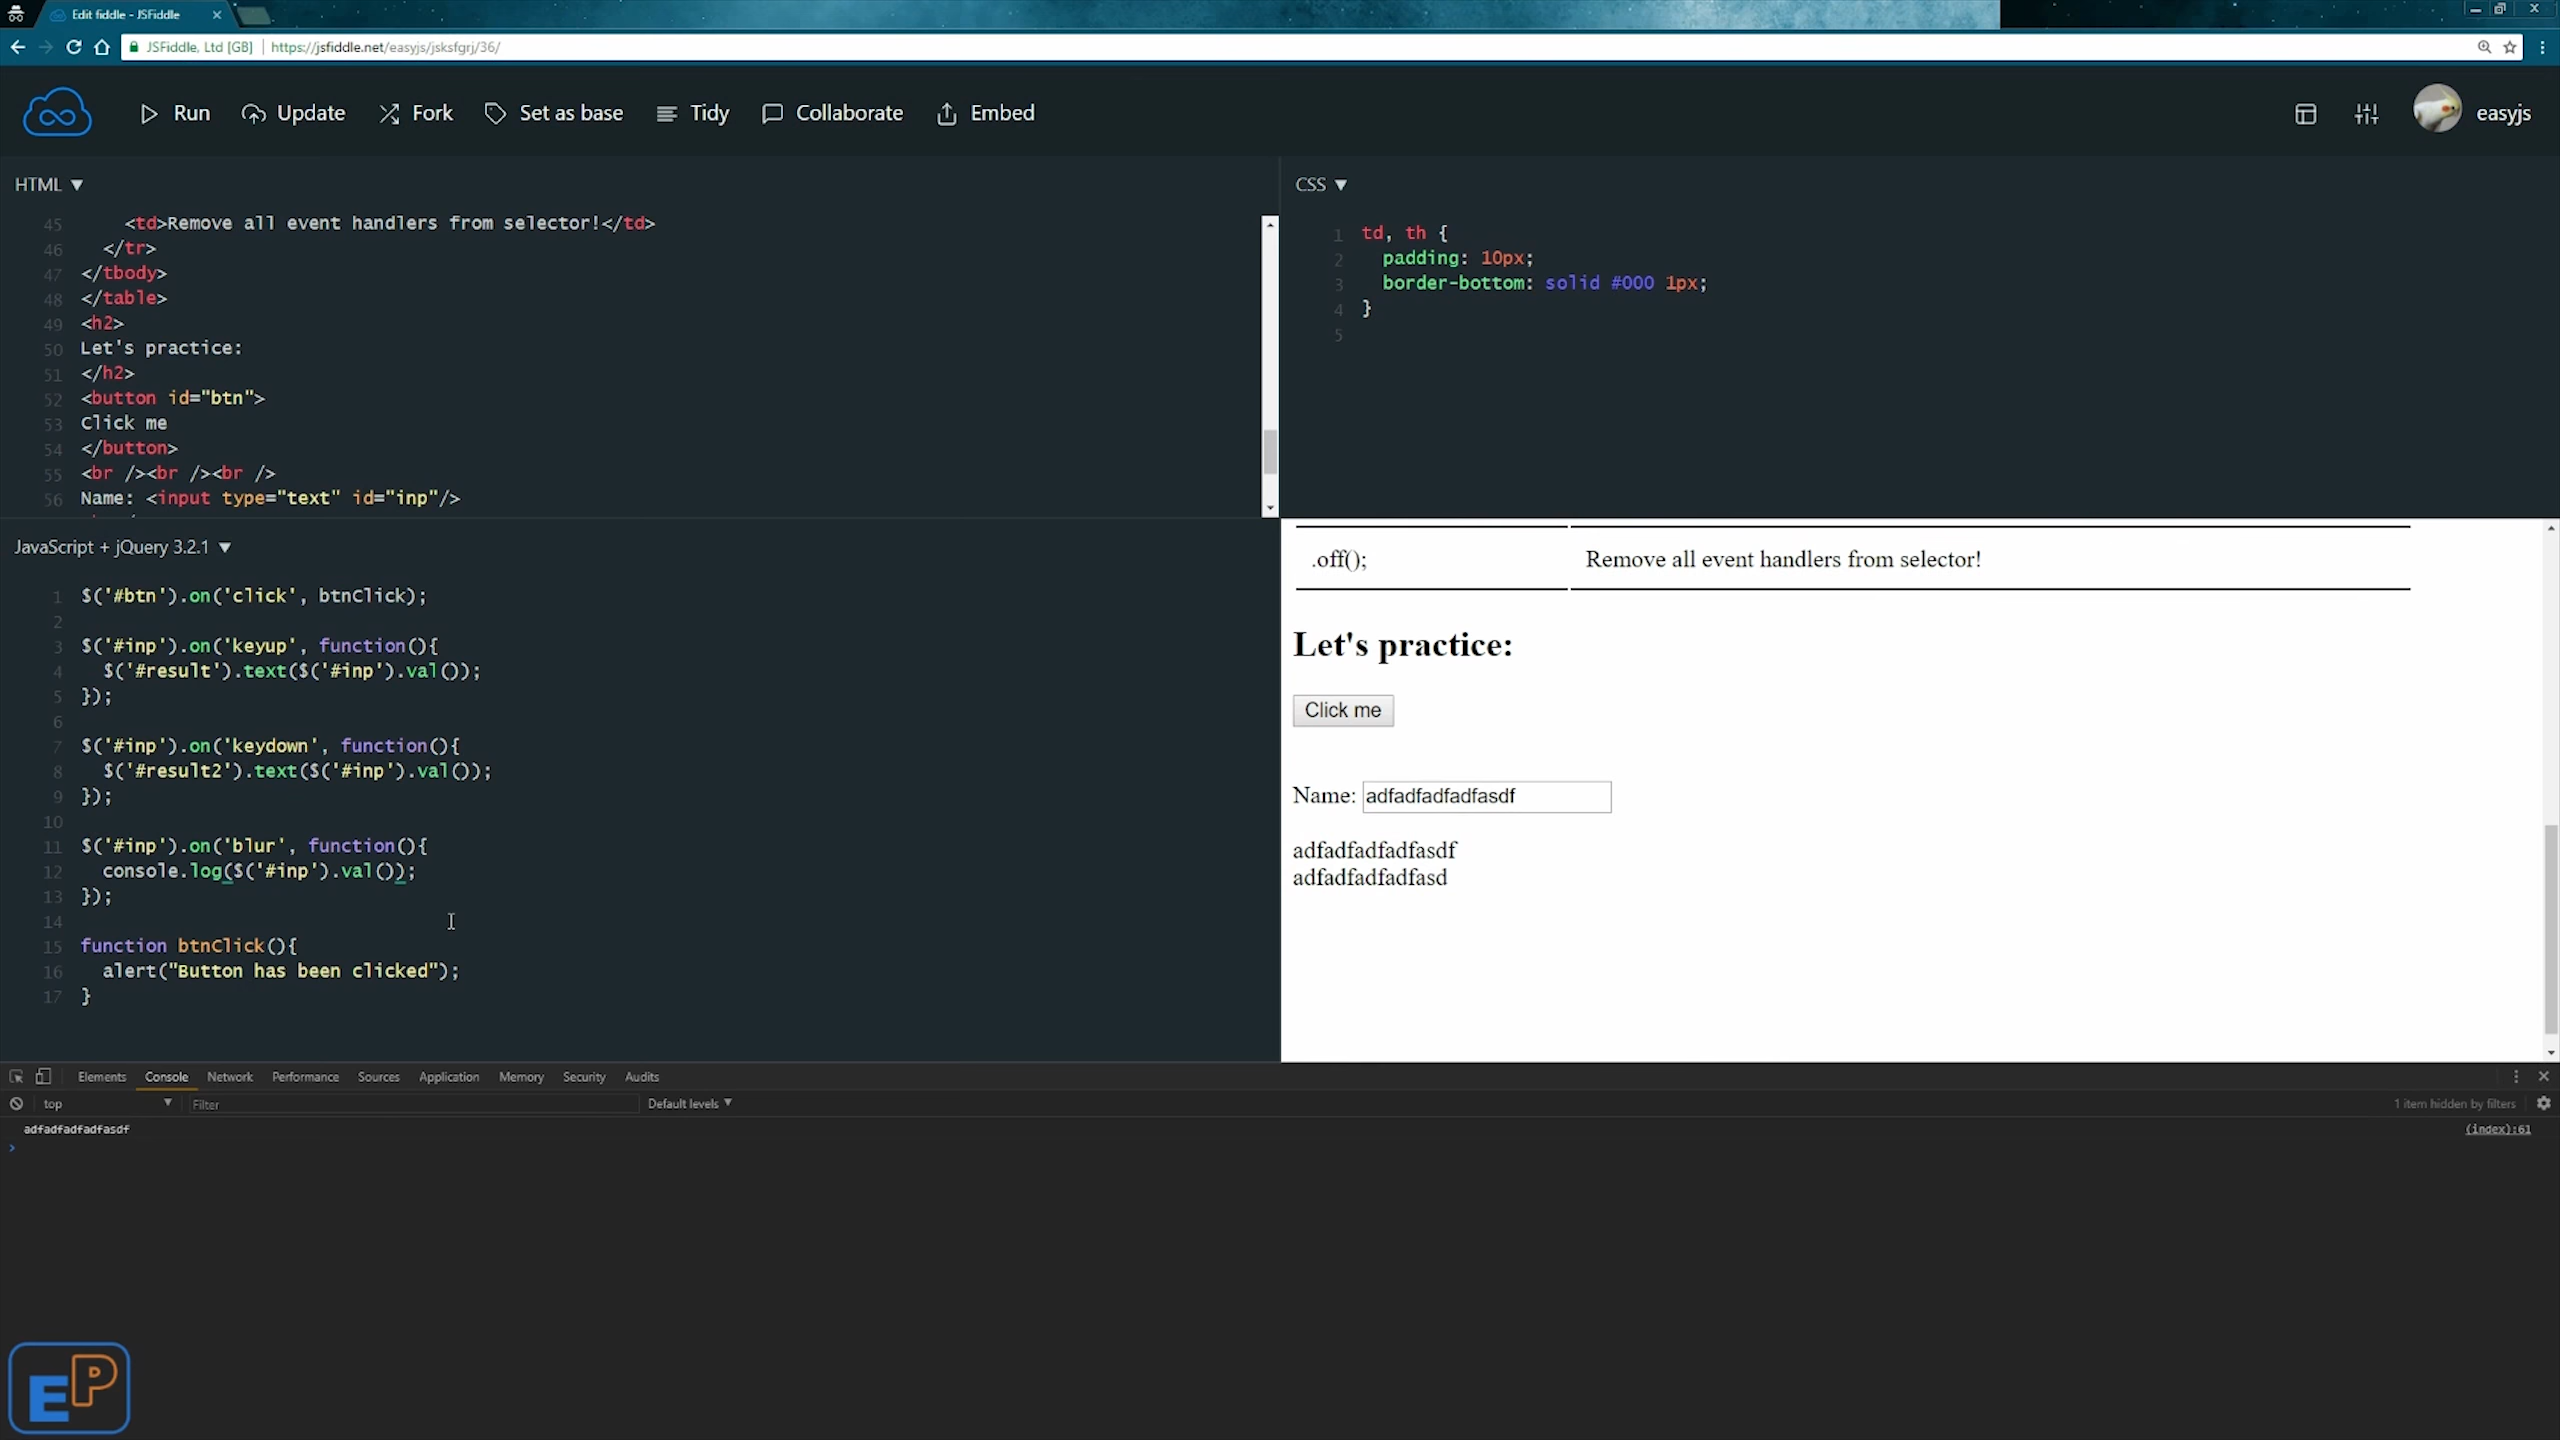 Edit fiddle - JSFiddle
JSFiddle, Ltd [GB] https://jsfiddle.net/easyjs/jsksfgrj/36/
Run Update Fork Set as base Tidy Collaborate Embed easyjs
HTML ▼
45 <td>Remove all event handlers from selector!</td>
46 </tr>
47 </tbody>
48 </table>
49 <h2>
50 Let's practice:
51 </h2>
52 <button id="btn">
53 Click me
54 </button>
55 <br /><br /><br />
56 Name: <input type="text" id="inp"/>
CSS ▼
1 td, th {
2 padding: 10px;
3 border-bottom: solid #000 1px;
4 }
5
JavaScript + jQuery 3.2.1 ▼
1 $('#btn').on('click', btnClick);
2
3 $('#inp').on('keyup', function(){
4 $('#result').text($('#inp').val());
5 });
6
7 $('#inp').on('keydown', function(){
8 $('#result2').text($('#inp').val());
9 });
10
11 $('#inp').on('blur', function(){
12 console.log($('#inp').val());
13 });
14
15 function btnClick(){
16 alert("Button has been clicked");
17 }
.off(); Remove all event handlers from selector!
Let's practice:
Click me
Name: adfadfadfadfasdf
adfadfadfadfasdf
adfadfadfadfasd
Elements Console Network Performance Sources Application Memory Security Audits
top ▼ Filter Default levels ▼ 1 item hidden by filters
adfadfadfadfasdf (index):61
>
EP